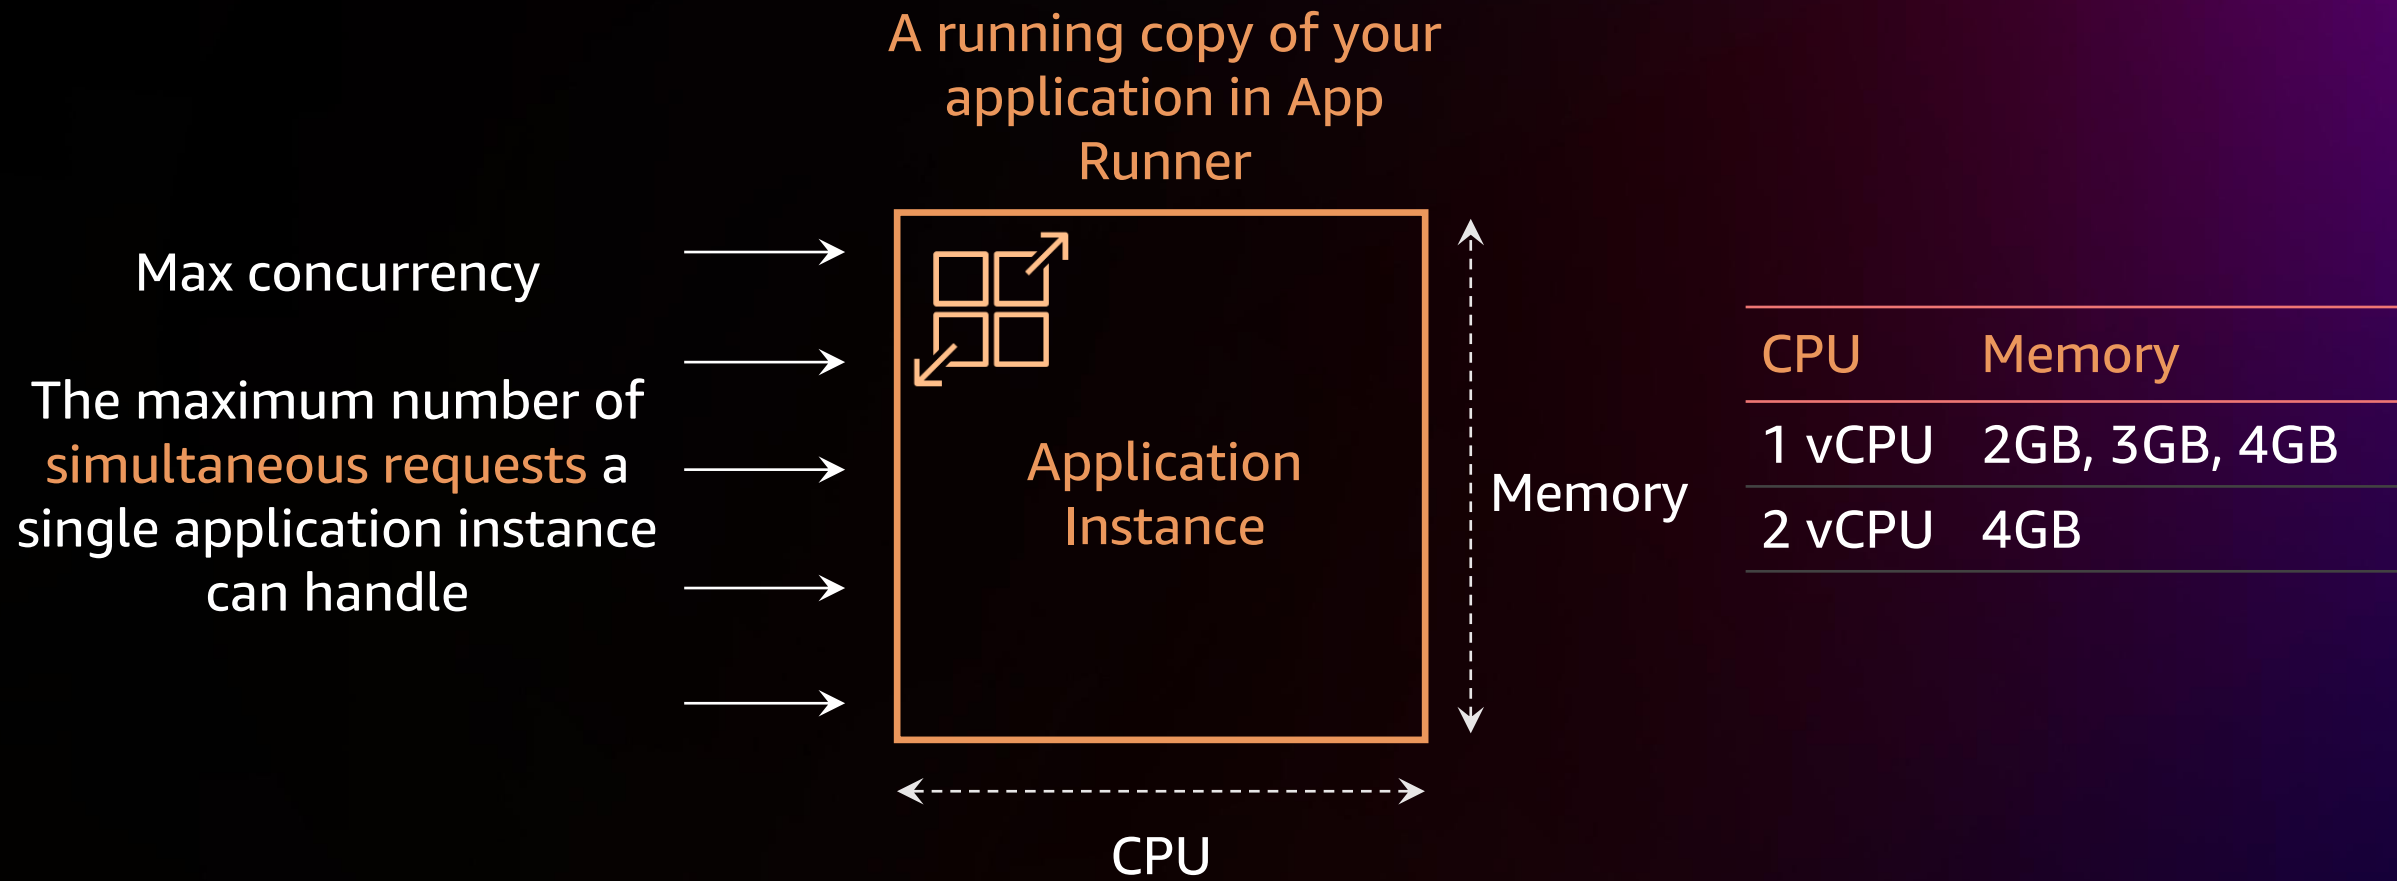 A running copy of your
application in App
Runner
Max concurrency
The maximum number of
simultaneous requests a
single application instance
can handle
Application
Instance
Memory
CPU
CPU Memory
1 vCPU 2GB, 3GB, 4GB
2 vCPU 4GB